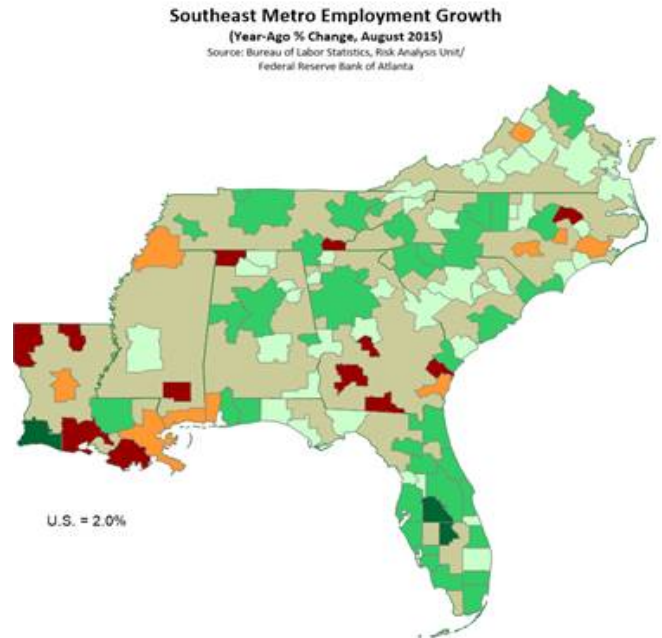 Southeast Metro Employment Growth
(Year-Ago % Change, August 2015)
Source: Bureau of Labor Statistics, Risk Analysis Unit/
Federal Reserve Bank of Atlanta
U.S. = 2.0%